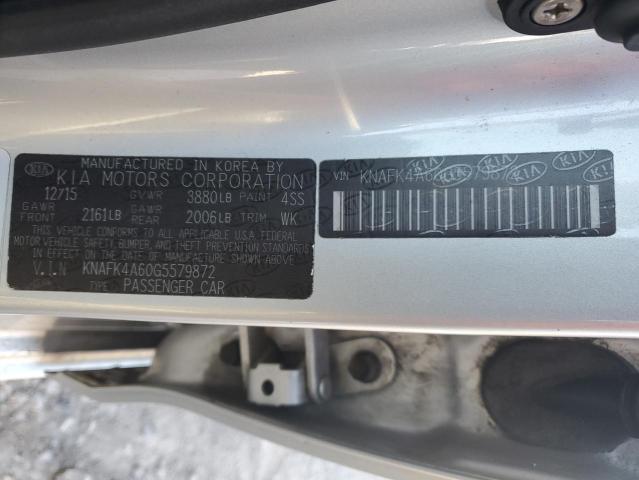 KIA MANUFACTURED IN KOREA BY
KIA MOTORS CORPORATION
12/15 GVWR 3880LB PAINT 4SS
GAWR FRONT 2161LB GAWR REAR 2006LB TRIM WK
THIS VEHICLE CONFORMS TO ALL APPLICABLE U.S.A. FEDERAL
MOTOR VEHICLE SAFETY, BUMPER, AND THEFT PREVENTION STANDARDS
IN EFFECT ON THE DATE OF MANUFACTURE SHOWN ABOVE
V.I.N KNAFK4A60G5579872
TYPE: PASSENGER CAR
VIN
KIA